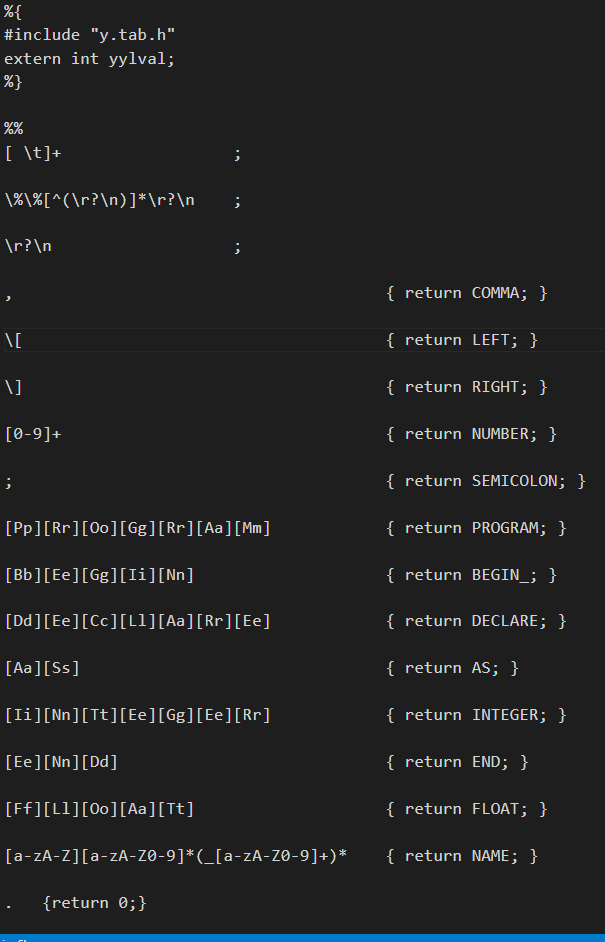 %{
#include "y.tab.h"
extern int yylval;
%}
%%
[ \t]+ ;
\%\%[^(\r?\n)]*\r?\n ;
\r?\n ;
, { return COMMA; }
\[ { return LEFT; }
\] { return RIGHT; }
[0-9]+ { return NUMBER; }
; { return SEMICOLON; }
[Pp][Rr][Oo][Gg][Rr][Aa][Mm] { return PROGRAM; }
[Bb][Ee][Gg][Ii][Nn] { return BEGIN_; }
[Dd][Ee][Cc][Ll][Aa][Rr][Ee] { return DECLARE; }
[Aa][Ss] { return AS; }
[Ii][Nn][Tt][Ee][Gg][Ee][Rr] { return INTEGER; }
[Ee][Nn][Dd] { return END; }
[Ff][Ll][Oo][Aa][Tt] { return FLOAT; }
[a-zA-Z][a-zA-Z0-9]*(_[a-zA-Z0-9]+)* { return NAME; }
. {return 0;}